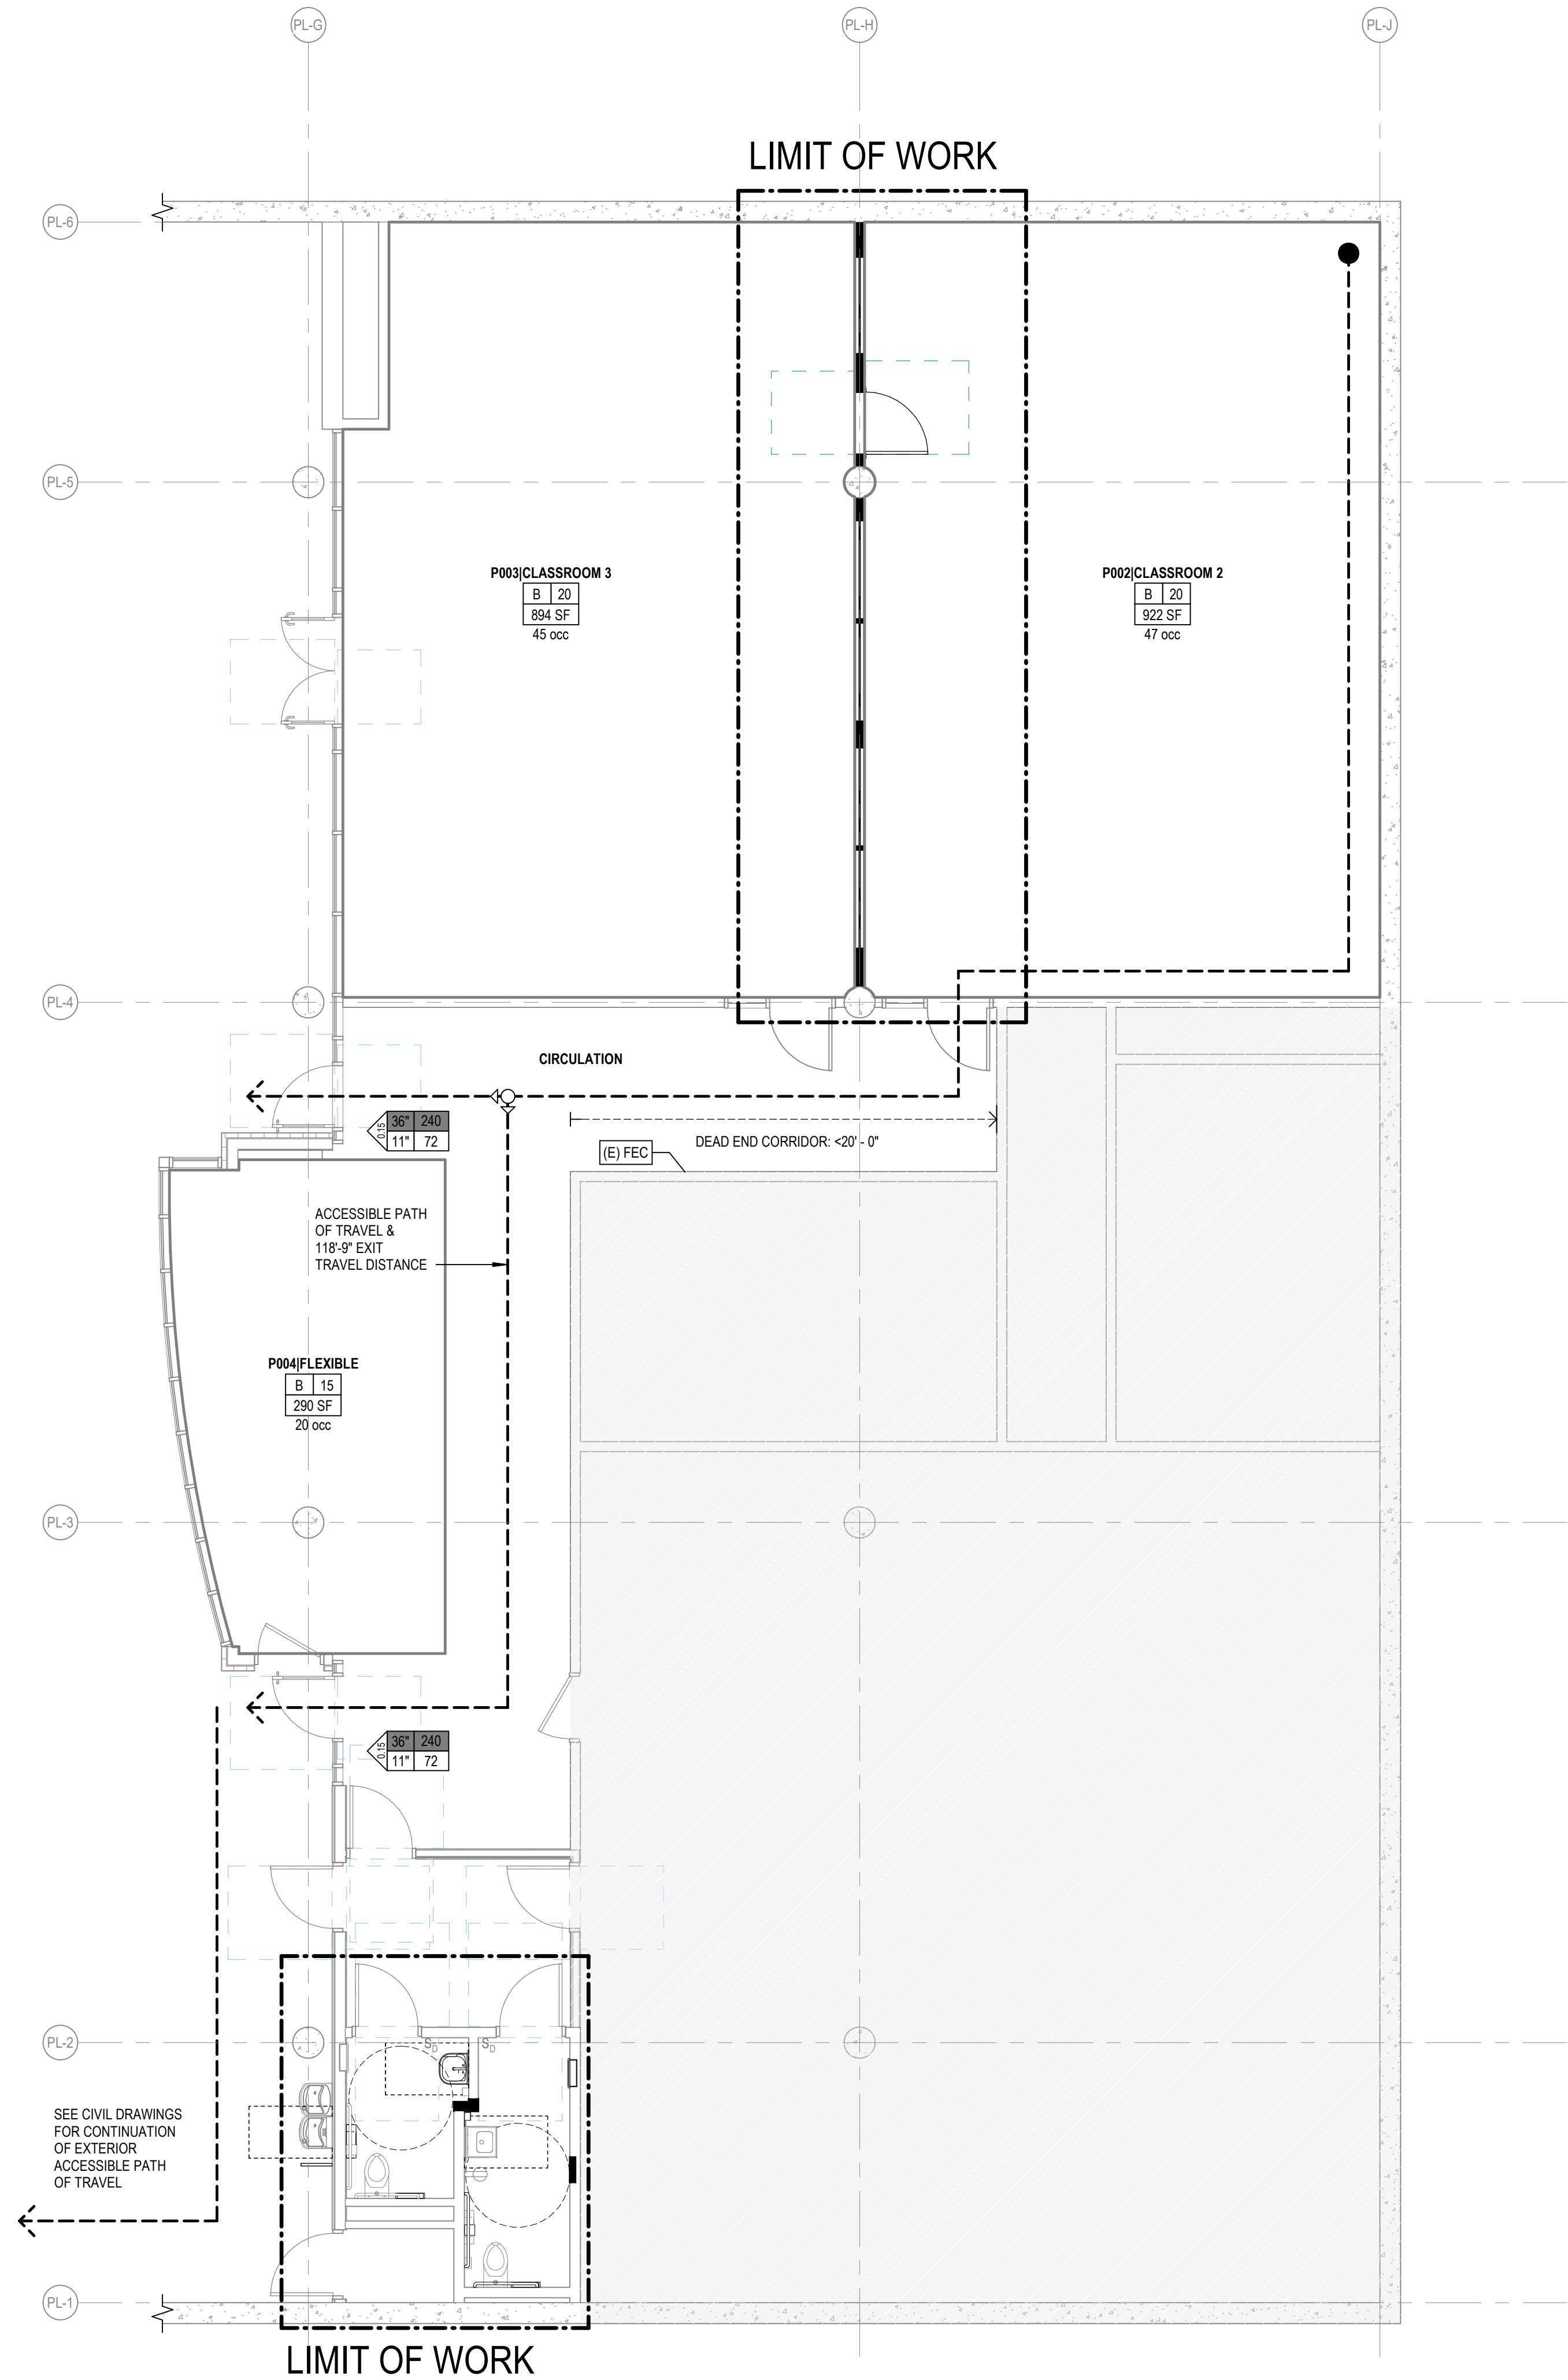 PL-G
PL-H
PL-J
LIMIT OF WORK
PL-6
PL-5
P003|CLASSROOM 3
B 20
894 SF
45 occ
P002|CLASSROOM 2
B 20
922 SF
47 occ
PL-4
CIRCULATION
0.15
36" 240
11" 72
DEAD END CORRIDOR: <20' - 0"
(E) FEC
ACCESSIBLE PATH
OF TRAVEL &
118'-9" EXIT
TRAVEL DISTANCE
P004|FLEXIBLE
B 15
290 SF
20 occ
PL-3
0.15
36" 240
11" 72
PL-2
SD
SD
SEE CIVIL DRAWINGS
FOR CONTINUATION
OF EXTERIOR
ACCESSIBLE PATH
OF TRAVEL
PL-1
LIMIT OF WORK